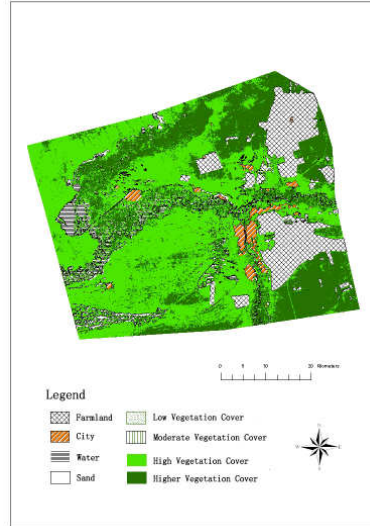 0 5 10 20 Kilometers
Legend
Farmland Low Vegetation Cover
City Moderate Vegetation Cover
Water High Vegetation Cover
Sand Higher Vegetation Cover